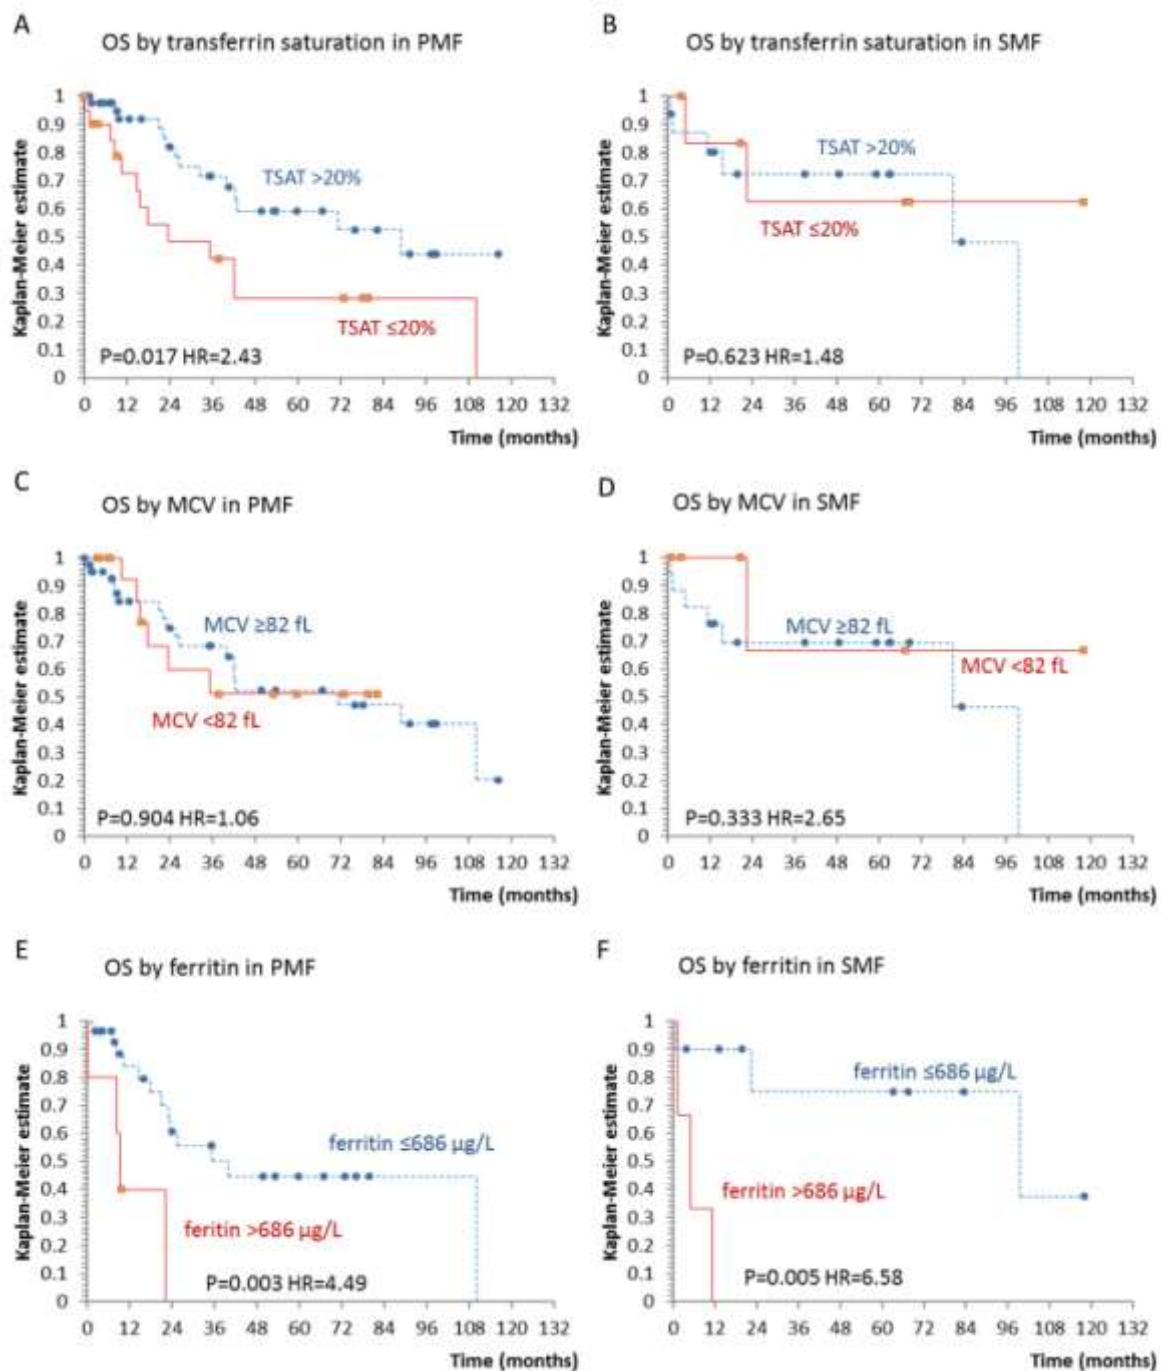 A
OS by transferrin saturation in PMF
Kaplan-Meier estimate
1
0.9
0.8
0.7
0.6
0.5
0.4
0.3
0.2
0.1
0
TSAT >20%
TSAT ≤20%
P=0.017 HR=2.43
0 12 24 36 48 60 72 84 96 108 120 132
Time (months)
B
OS by transferrin saturation in SMF
Kaplan-Meier estimate
1
0.9
0.8
0.7
0.6
0.5
0.4
0.3
0.2
0.1
0
TSAT >20%
TSAT ≤20%
P=0.623 HR=1.48
0 12 24 36 48 60 72 84 96 108 120 132
Time (months)
C
OS by MCV in PMF
Kaplan-Meier estimate
1
0.9
0.8
0.7
0.6
0.5
0.4
0.3
0.2
0.1
0
MCV ≥82 fL
MCV <82 fL
P=0.904 HR=1.06
0 12 24 36 48 60 72 84 96 108 120 132
Time (months)
D
OS by MCV in SMF
Kaplan-Meier estimate
1
0.9
0.8
0.7
0.6
0.5
0.4
0.3
0.2
0.1
0
MCV ≥82 fL
MCV <82 fL
P=0.333 HR=2.65
0 12 24 36 48 60 72 84 96 108 120 132
Time (months)
E
OS by ferritin in PMF
Kaplan-Meier estimate
1
0.9
0.8
0.7
0.6
0.5
0.4
0.3
0.2
0.1
0
ferritin ≤686 µg/L
feritin >686 µg/L
P=0.003 HR=4.49
0 12 24 36 48 60 72 84 96 108 120 132
Time (months)
F
OS by ferritin in SMF
Kaplan-Meier estimate
1
0.9
0.8
0.7
0.6
0.5
0.4
0.3
0.2
0.1
0
ferritin ≤686 µg/L
ferritin >686 µg/L
P=0.005 HR=6.58
0 12 24 36 48 60 72 84 96 108 120 132
Time (months)